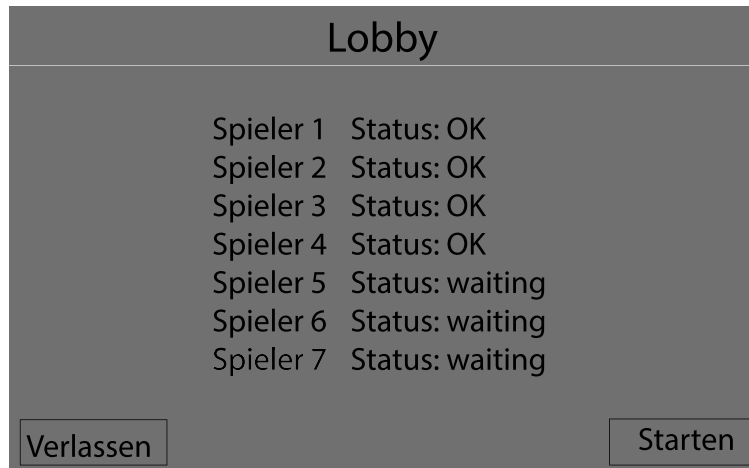 Lobby
Spieler 1 Status: OK
Spieler 2 Status: OK
Spieler 3 Status: OK
Spieler 4 Status: OK
Spieler 5 Status: waiting
Spieler 6 Status: waiting
Spieler 7 Status: waiting
Verlassen
Starten